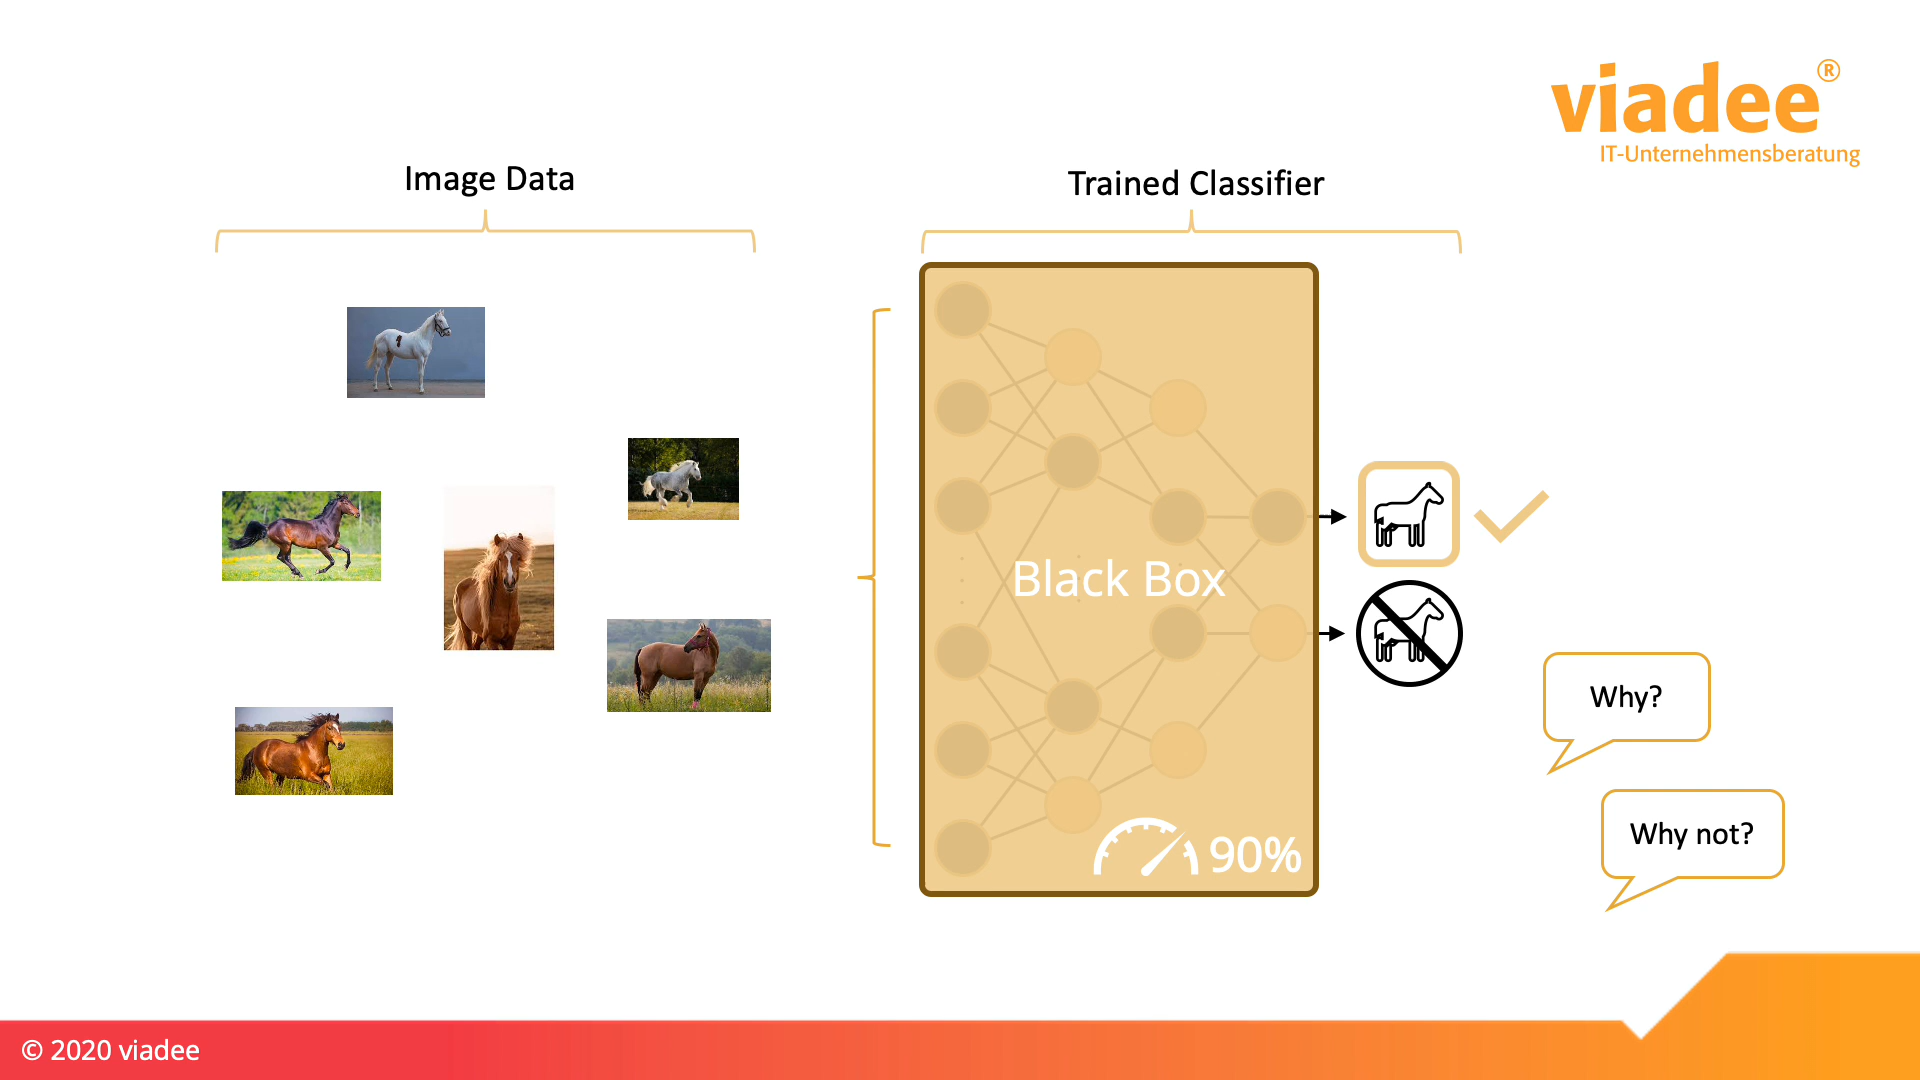 viadee®
IT-Unternehmensberatung
Image Data
Trained Classifier
Black Box
90%
Why?
Why not?
© 2020 viadee